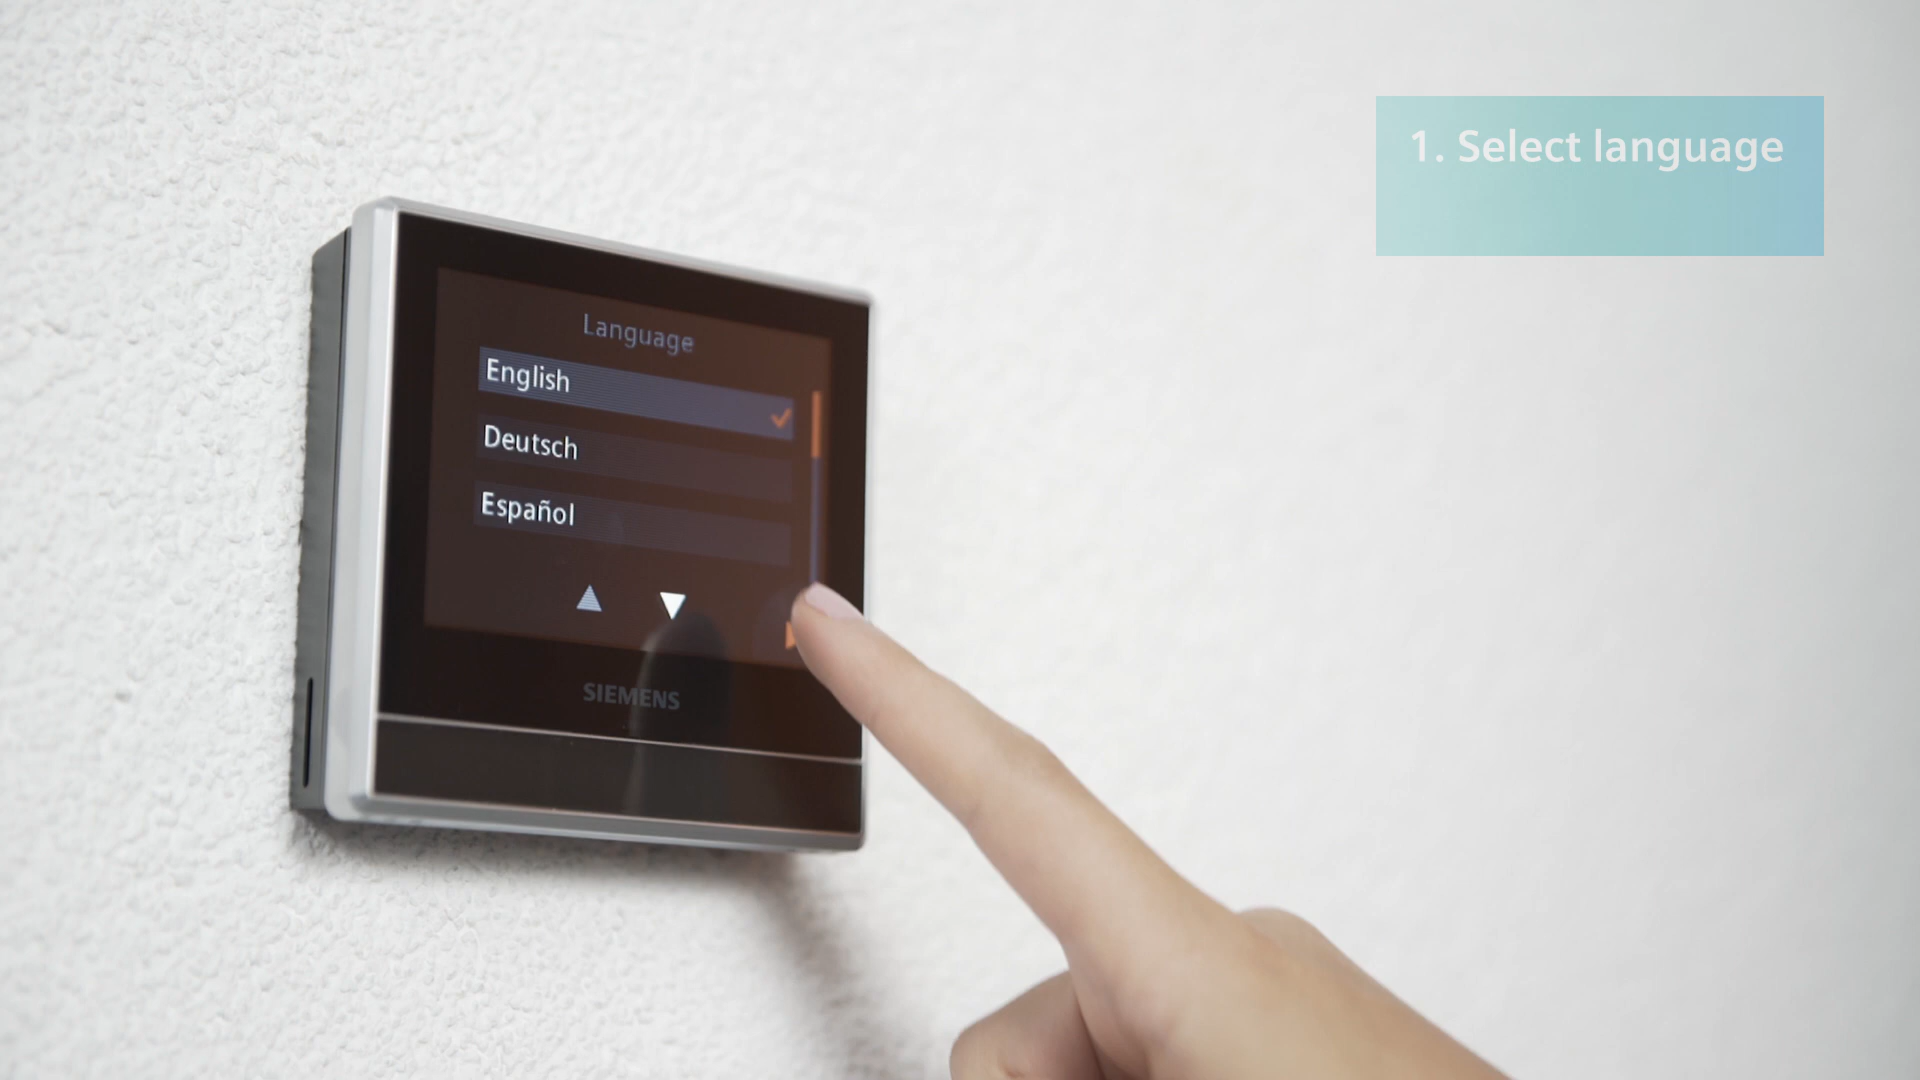 1. Select language
Language
English
Deutsch
Español
SIEMENS